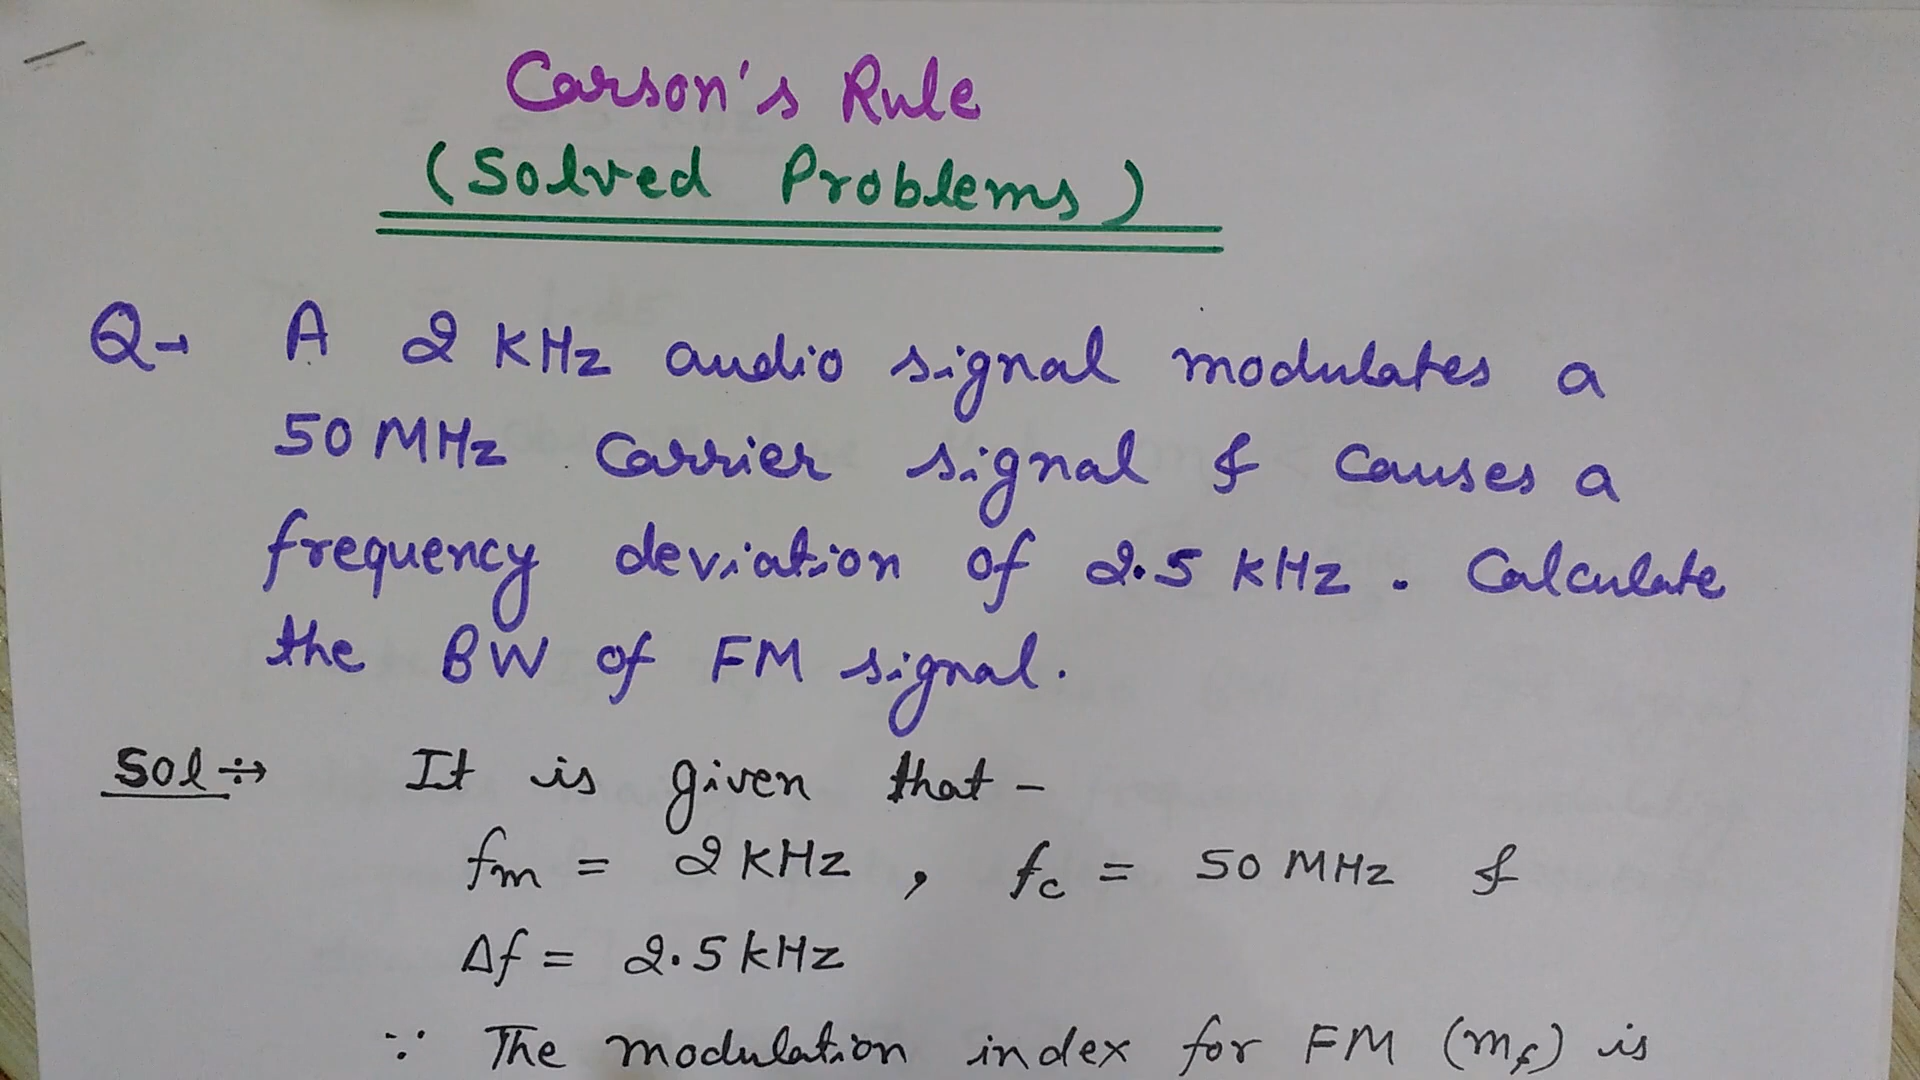 Carson's Rule
(Solved Problems)
Q→ A 2 KHz audio signal modulates a
50 MHz Carrier signal & causes a
frequency deviation of 2.5 KHz. Calculate
the BW of FM signal.
Sol÷→ It is given that –
fm = 2 KHz, fc = 50 MHz &
Δf = 2.5 KHz
∵ The modulation index for FM (mf) is